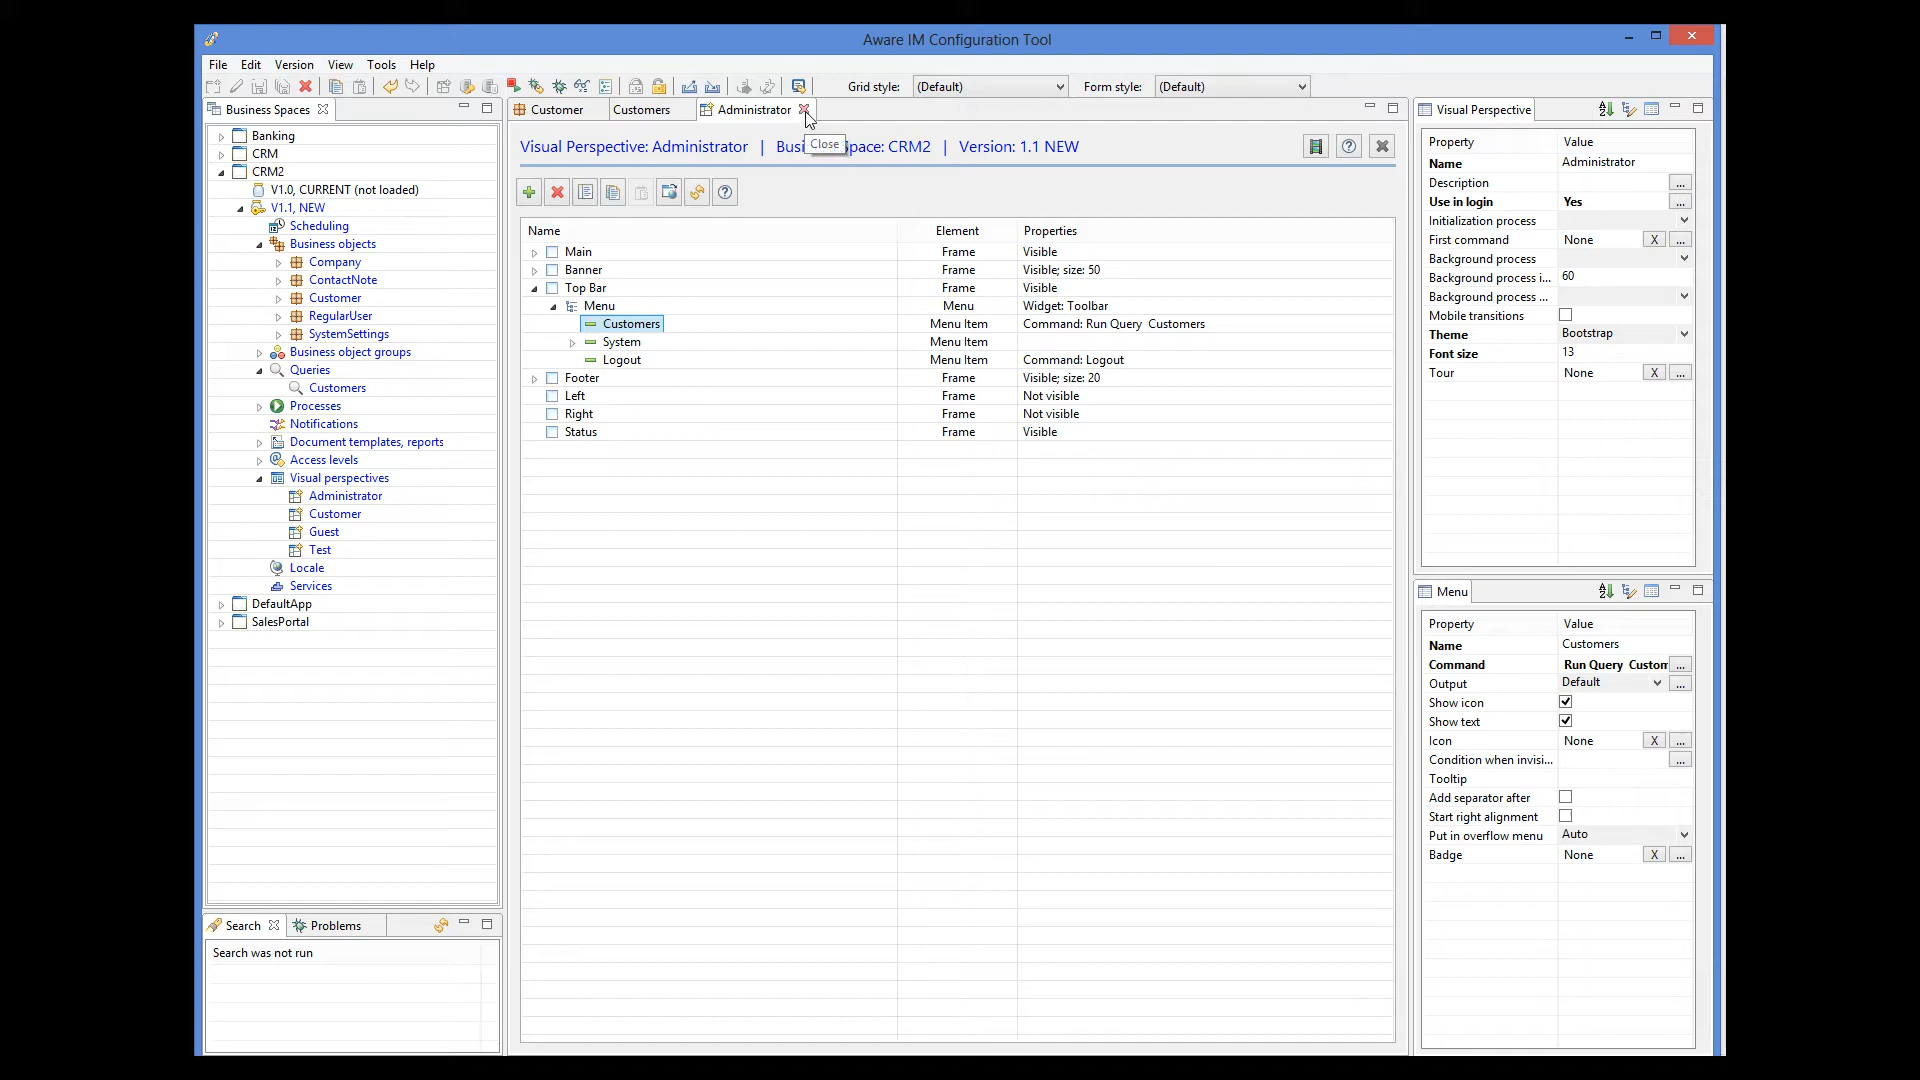 Aware IM Configuration Tool
File Edit Version View Tools Help
Grid style: (Default) Form style: (Default)
Business Spaces
Banking
CRM
CRM2
V1.0, CURRENT (not loaded)
V1.1, NEW
Scheduling
Business objects
Company
ContactNote
Customer
RegularUser
SystemSettings
Business object groups
Queries
Customers
Processes
Notifications
Document templates, reports
Access levels
Visual perspectives
Administrator
Customer
Guest
Test
Locale
Services
DefaultApp
SalesPortal
Search Problems
Search was not run
Customer Customers Administrator
Close
Visual Perspective: Administrator | Busi pace: CRM2 | Version: 1.1 NEW
Name Element Properties
Main Frame Visible
Banner Frame Visible; size: 50
Top Bar Frame Visible
Menu Menu Widget: Toolbar
Customers Menu Item Command: Run Query Customers
System Menu Item
Logout Menu Item Command: Logout
Footer Frame Visible; size: 20
Left Frame Not visible
Right Frame Not visible
Status Frame Visible
Visual Perspective
Property Value
Name Administrator
Description ...
Use in login Yes ...
Initialization process
First command None X ...
Background process
Background process i... 60
Background process ...
Mobile transitions
Theme Bootstrap
Font size 13
Tour None X ...
Menu
Property Value
Name Customers
Command Run Query Custom ...
Output Default ...
Show icon
Show text
Icon None X ...
Condition when invisi... ...
Tooltip
Add separator after
Start right alignment
Put in overflow menu Auto
Badge None X ...